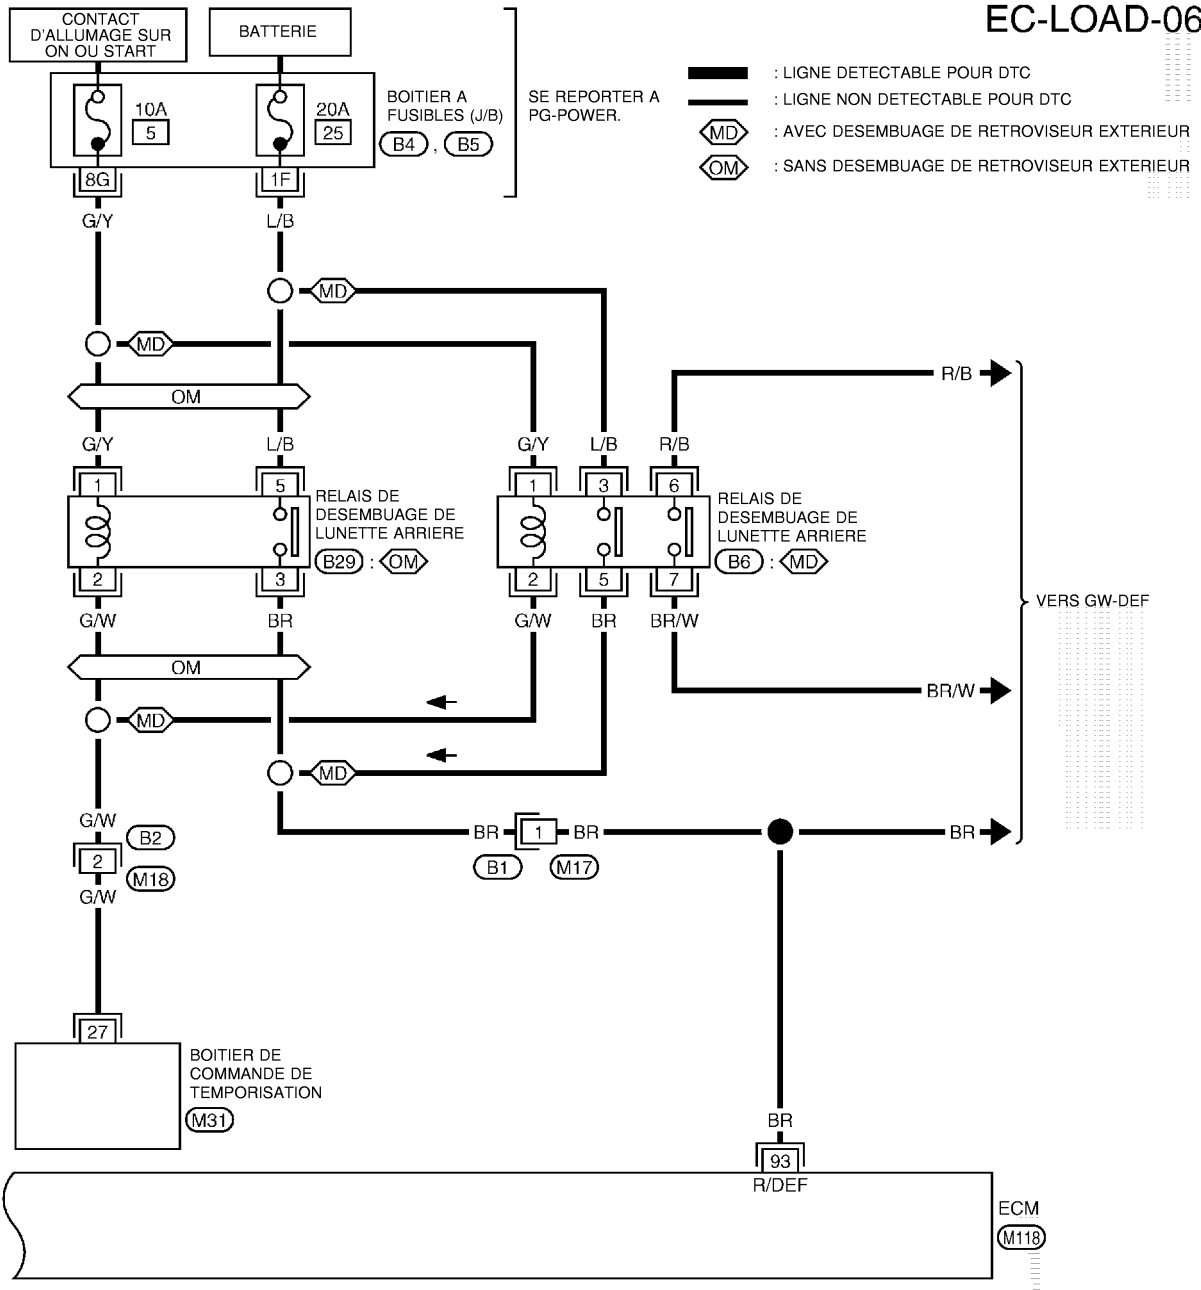 EC-LOAD-06
CONTACT
D'ALLUMAGE SUR
ON OU START
BATTERIE
: LIGNE DETECTABLE POUR DTC
: LIGNE NON DETECTABLE POUR DTC
MD : AVEC DESEMBUAGE DE RETROVISEUR EXTERIEUR
OM : SANS DESEMBUAGE DE RETROVISEUR EXTERIEUR
10A
5
20A
25
BOITIER A
FUSIBLES (J/B)
B4 , B5
SE REPORTER A
PG-POWER.
8G 1F
G/Y L/B
MD
MD
OM
R/B
G/Y L/B G/Y L/B R/B
1 5 1 3 6
RELAIS DE
DESEMBUAGE DE
LUNETTE ARRIERE
B29 : OM
RELAIS DE
DESEMBUAGE DE
LUNETTE ARRIERE
B6 : MD
2 3 2 5 7
G/W BR G/W BR BR/W
VERS GW-DEF
OM
BR/W
MD
MD
G/W
B2
2
M18
G/W
BR 1 BR
B1 M17
BR
27
BOITIER DE
COMMANDE DE
TEMPORISATION
M31
BR
93
R/DEF
ECM
M118